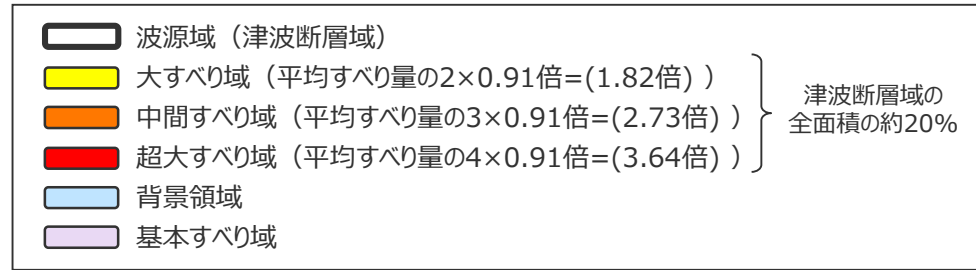 波源域（津波断層域）
大すべり域（平均すべり量の2×0.91倍=(1.82倍) ）
中間すべり域（平均すべり量の3×0.91倍=(2.73倍) ）
超大すべり域（平均すべり量の4×0.91倍=(3.64倍) ）
津波断層域の
全面積の約20%
背景領域
基本すべり域